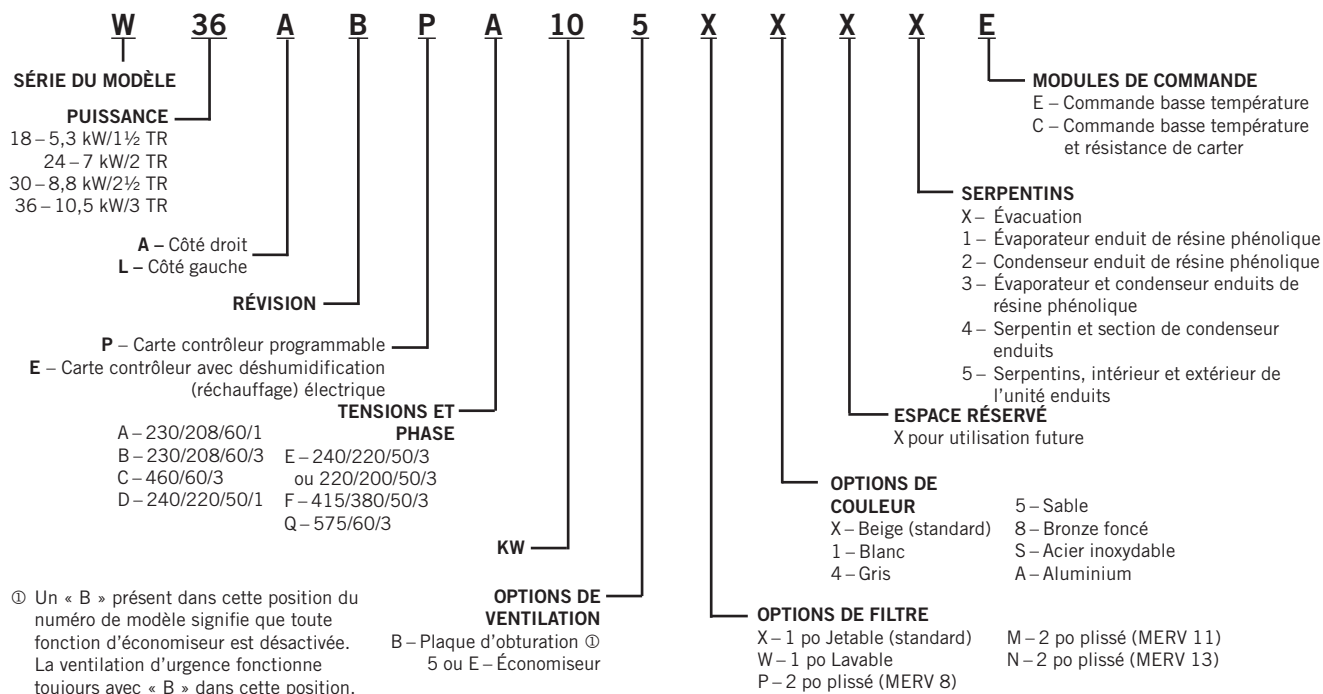 W 36 A B P A 10 5 X X X X E
SÉRIE DU MODÈLE
PUISSANCE
18 – 5,3 kW/1½ TR
24 – 7 kW/2 TR
30 – 8,8 kW/2½ TR
36 – 10,5 kW/3 TR
A – Côté droit
L – Côté gauche
RÉVISION
P – Carte contrôleur programmable
E – Carte contrôleur avec déshumidification
(réchauffage) électrique
TENSIONS ET
PHASE
A – 230/208/60/1
B – 230/208/60/3
C – 460/60/3
D – 240/220/50/1
E – 240/220/50/3
ou 220/200/50/3
F – 415/380/50/3
Q – 575/60/3
KW
OPTIONS DE
VENTILATION
B – Plaque d'obturation ①
5 ou E – Économiseur
① Un « B » présent dans cette position du
numéro de modèle signifie que toute
fonction d'économiseur est désactivée.
La ventilation d'urgence fonctionne
toujours avec « B » dans cette position.
OPTIONS DE FILTRE
X – 1 po Jetable (standard)
W – 1 po Lavable
P – 2 po plissé (MERV 8)
M – 2 po plissé (MERV 11)
N – 2 po plissé (MERV 13)
OPTIONS DE
COULEUR
X – Beige (standard)
1 – Blanc
4 – Gris
5 – Sable
8 – Bronze foncé
S – Acier inoxydable
A – Aluminium
ESPACE RÉSERVÉ
X pour utilisation future
SERPENTINS
X – Évacuation
1 – Évaporateur enduit de résine phénolique
2 – Condenseur enduit de résine phénolique
3 – Évaporateur et condenseur enduits de
résine phénolique
4 – Serpentin et section de condenseur
enduits
5 – Serpentins, intérieur et extérieur de
l'unité enduits
MODULES DE COMMANDE
E – Commande basse température
C – Commande basse température
et résistance de carter